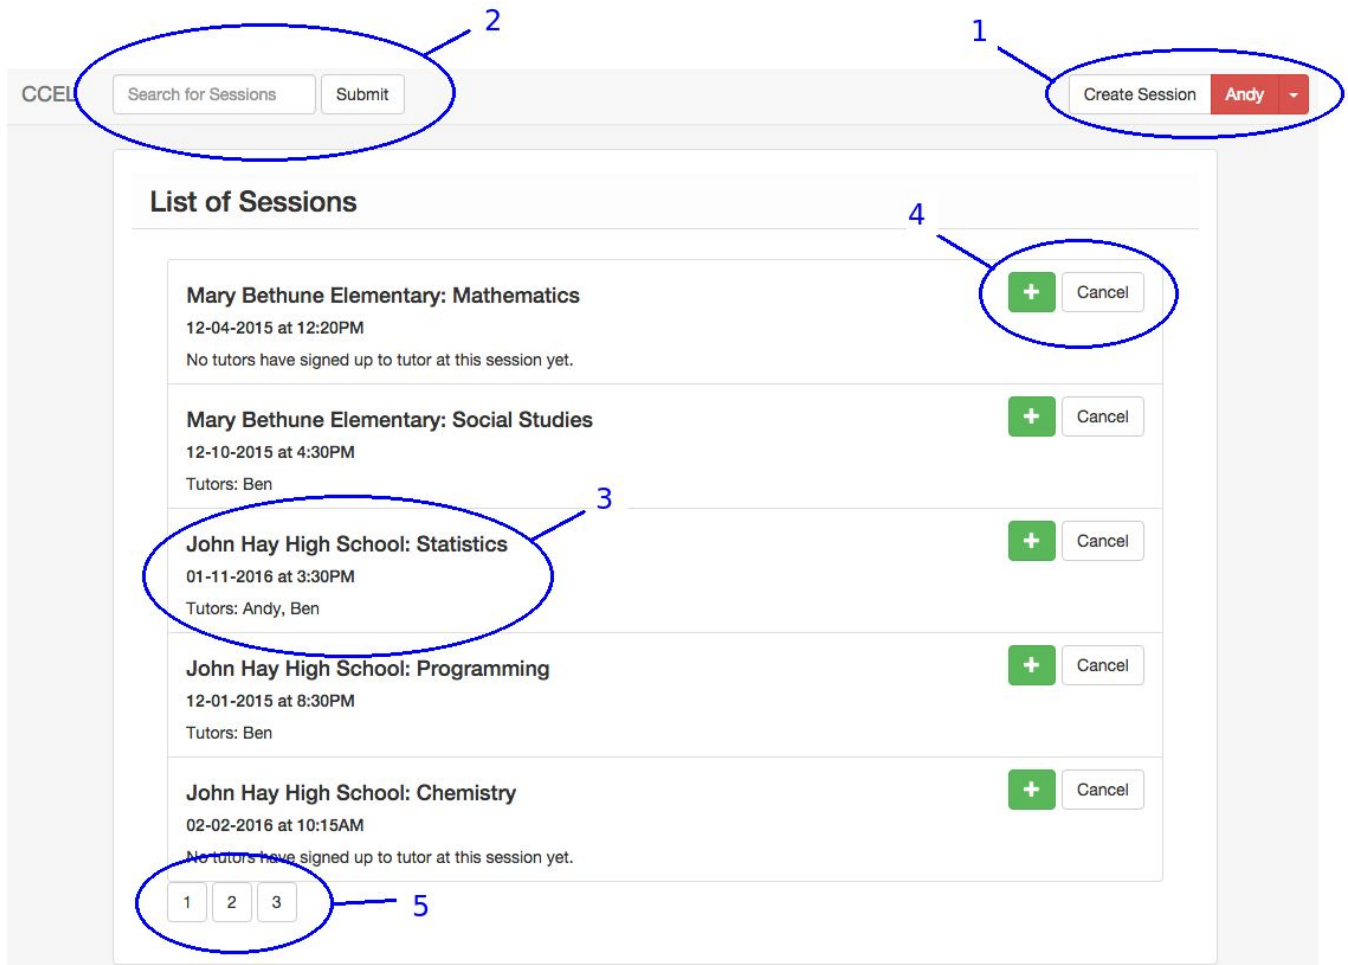 2
1
CCEL
Search for Sessions
Submit
Create Session
Andy
List of Sessions
4
Mary Bethune Elementary: Mathematics
+ Cancel
12-04-2015 at 12:20PM
No tutors have signed up to tutor at this session yet.
Mary Bethune Elementary: Social Studies
+ Cancel
12-10-2015 at 4:30PM
Tutors: Ben
3
John Hay High School: Statistics
+ Cancel
01-11-2016 at 3:30PM
Tutors: Andy, Ben
John Hay High School: Programming
+ Cancel
12-01-2015 at 8:30PM
Tutors: Ben
John Hay High School: Chemistry
+ Cancel
02-02-2016 at 10:15AM
No tutors have signed up to tutor at this session yet.
1 2 3
5